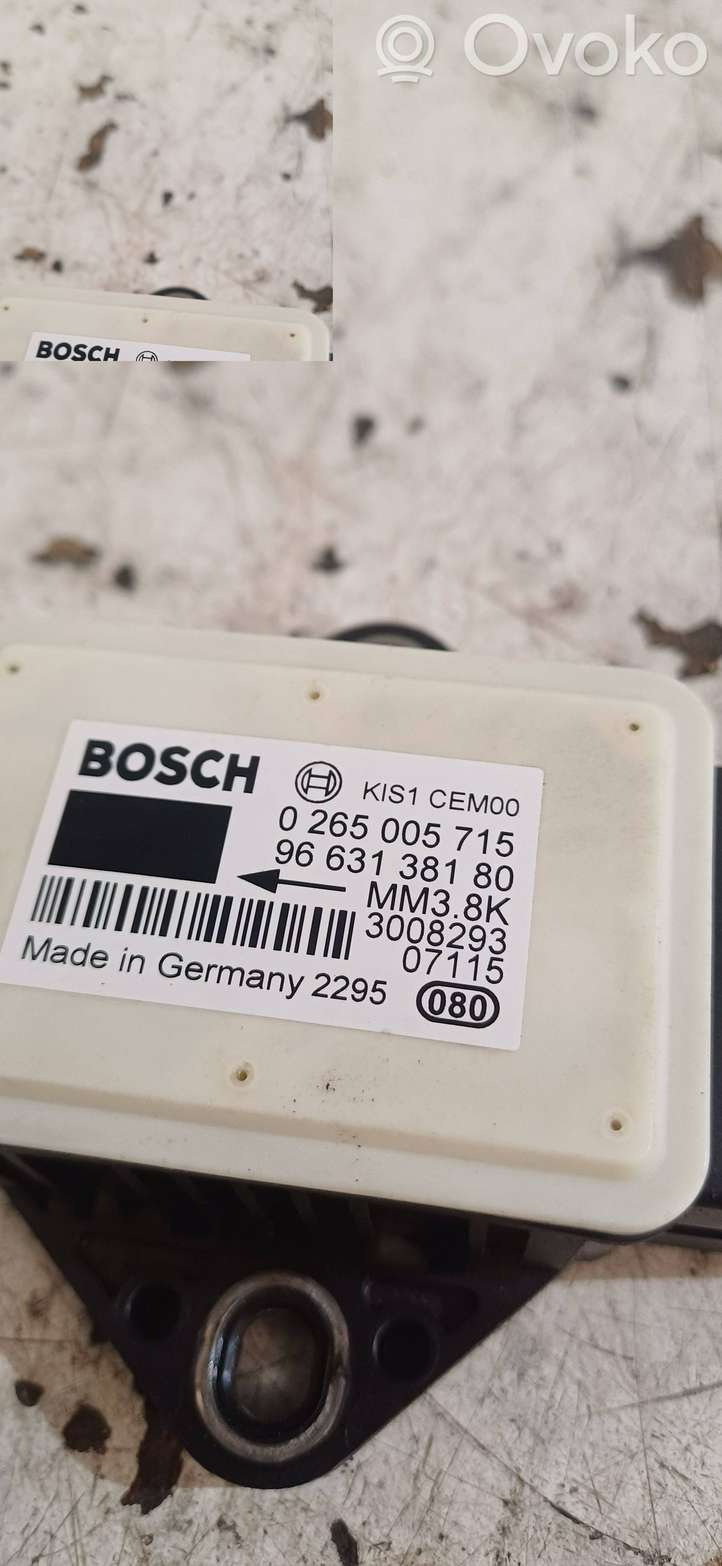 Ovoko
BOSCH
BOSCH KIS1 CEM00
0 265 005 715
96 631 381 80
MM3.8K
3008293
07115
Made in Germany 2295 080